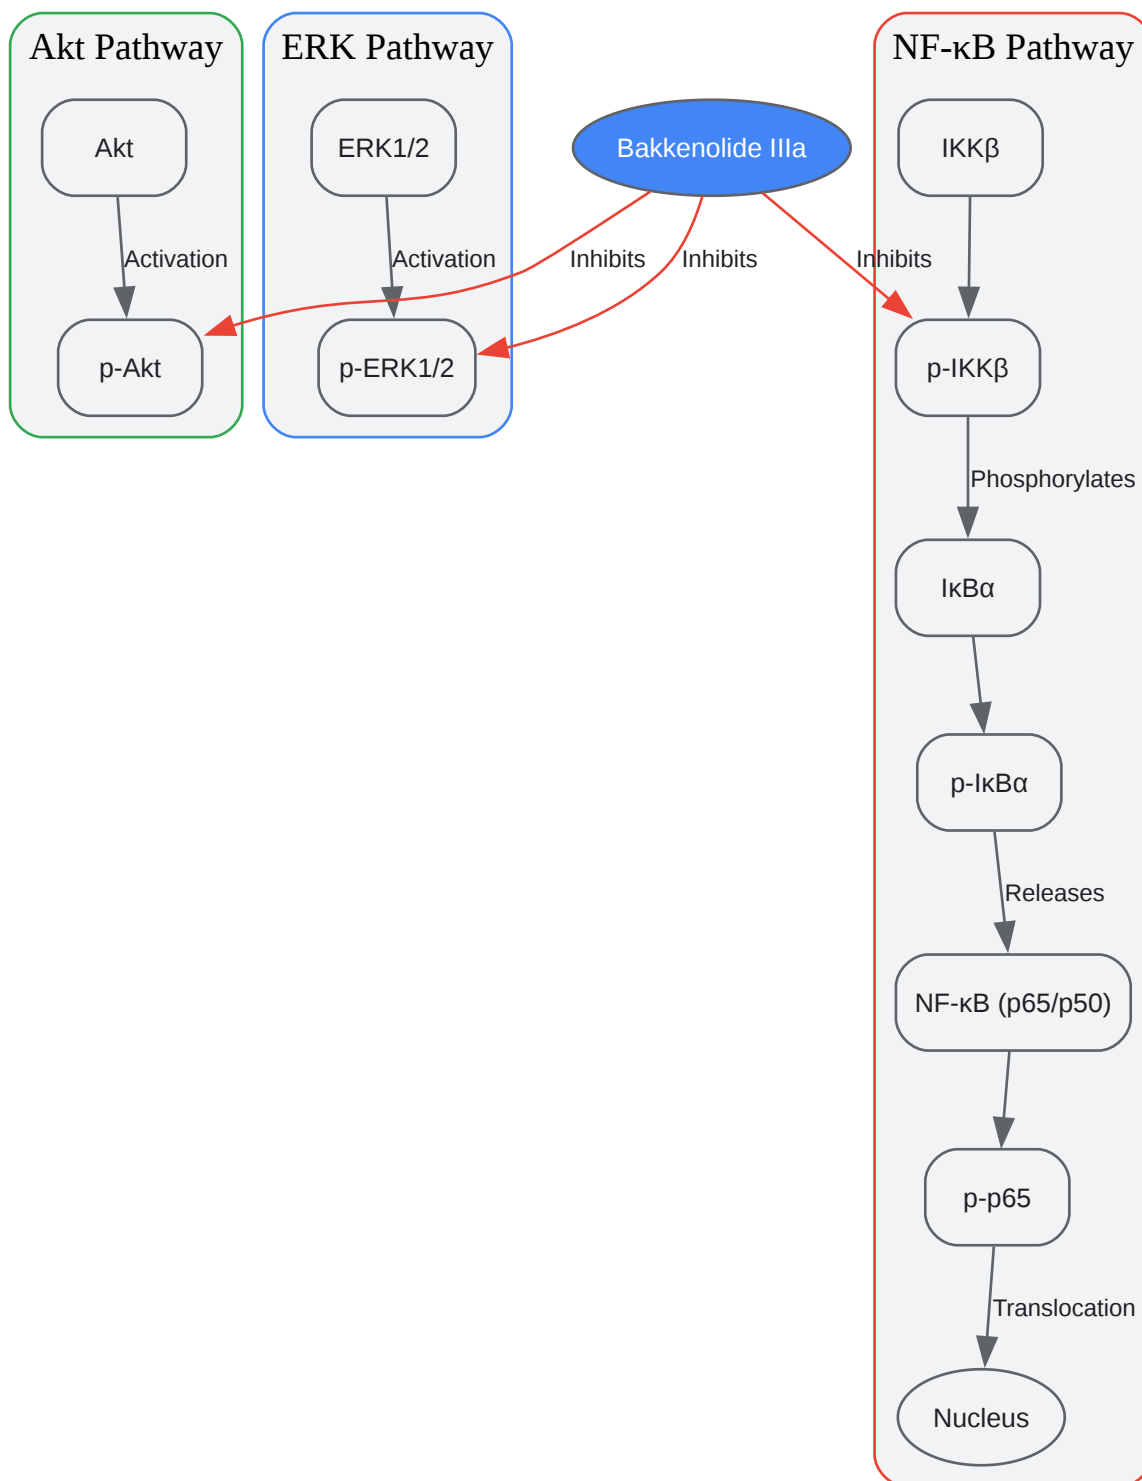 Akt Pathway
ERK Pathway
NF-κB Pathway
Akt
ERK1/2
Bakkenolide IIIa
IKKβ
Activation
Activation
Inhibits
Inhibits
Inhibits
p-Akt
p-ERK1/2
p-IKKβ
Phosphorylates
IκBα
p-IκBα
Releases
NF-κB (p65/p50)
p-p65
Translocation
Nucleus